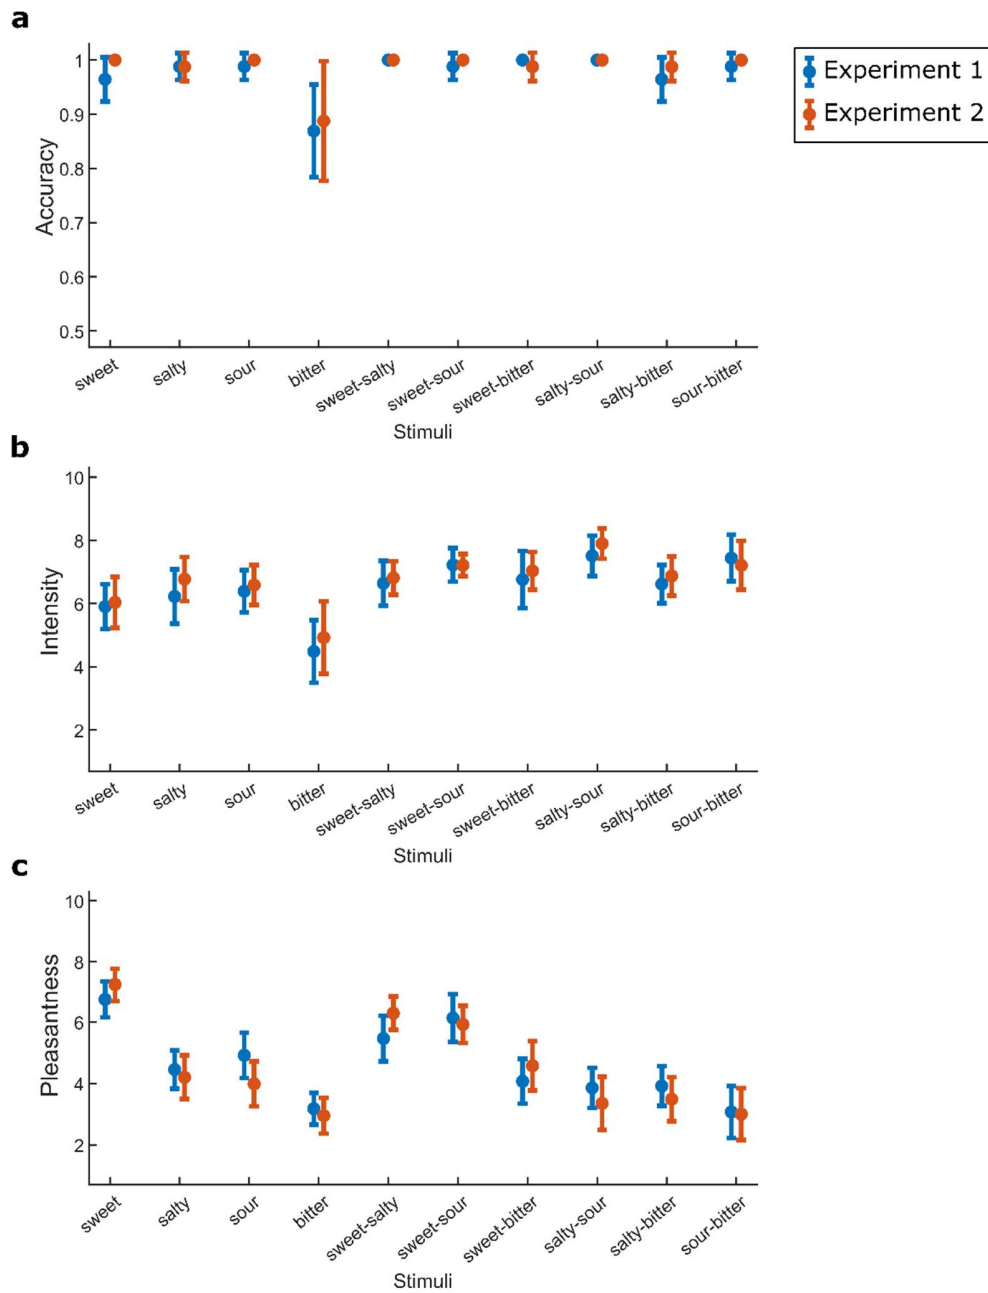 a
Experiment 1
Experiment 2
Accuracy
1
0.9
0.8
0.7
0.6
0.5
sweet
salty
sour
bitter
sweet-salty
sweet-sour
sweet-bitter
salty-sour
salty-bitter
sour-bitter
Stimuli
b
Intensity
10
8
6
4
2
sweet
salty
sour
bitter
sweet-salty
sweet-sour
sweet-bitter
salty-sour
salty-bitter
sour-bitter
Stimuli
c
Pleasantness
10
8
6
4
2
sweet
salty
sour
bitter
sweet-salty
sweet-sour
sweet-bitter
salty-sour
salty-bitter
sour-bitter
Stimuli